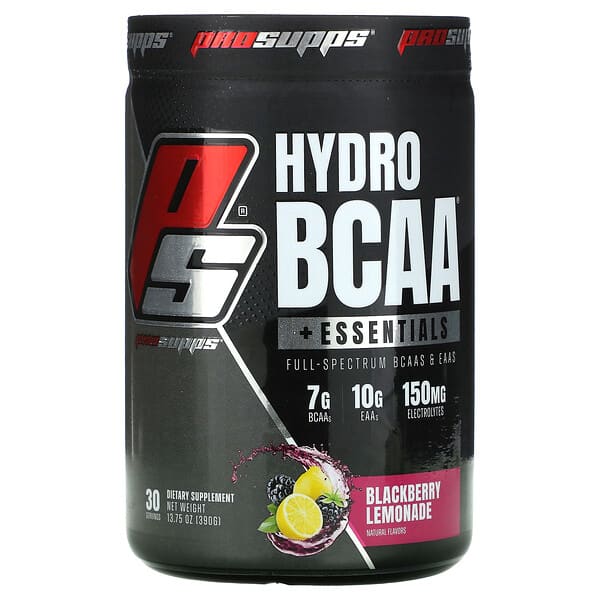 PROSUPPS PROSUPPS® PROSUPPS
PS®
PROSUPPS®
HYDRO
BCAA®
+ ESSENTIALS
FULL-SPECTRUM BCAAS & EAAS
7G
BCAAs
10G
EAAs
150MG
ELECTROLYTES
30
SERVINGS
DIETARY SUPPLEMENT
NET WEIGHT
13.75 OZ (390G)
BLACKBERRY
LEMONADE
NATURAL FLAVORS